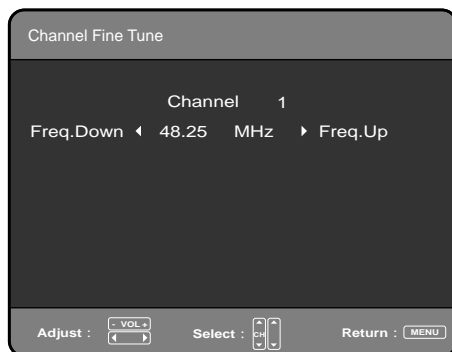 Channel Fine Tune
Channel 1
Freq.Down 48.25 MHz Freq.Up
Adjust : - VOL + Select : CH Return : MENU